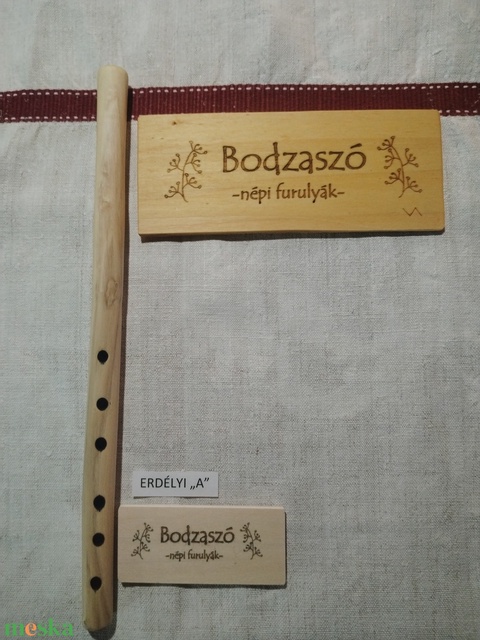 Bodzaszó
-népi furulyák-
ERDÉLYI „A”
Bodzaszó
-népi furulyák-
meska